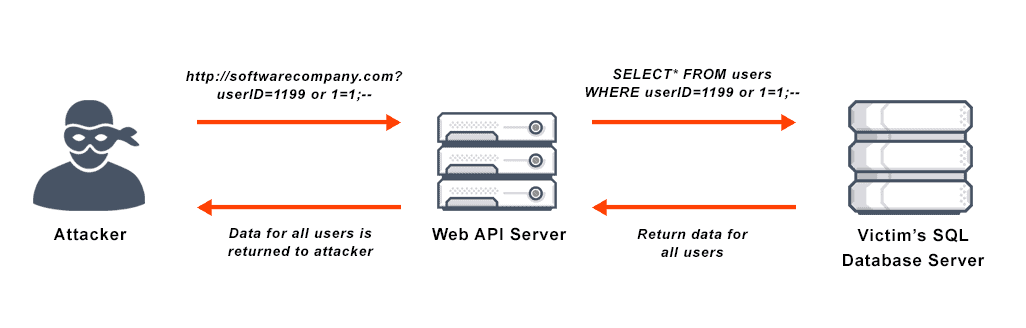 http://softwarecompany.com?
userID=1199 or 1=1;--
SELECT* FROM users
WHERE userID=1199 or 1=1;--
Attacker
Data for all users is
returned to attacker
Web API Server
Return data for
all users
Victim's SQL
Database Server